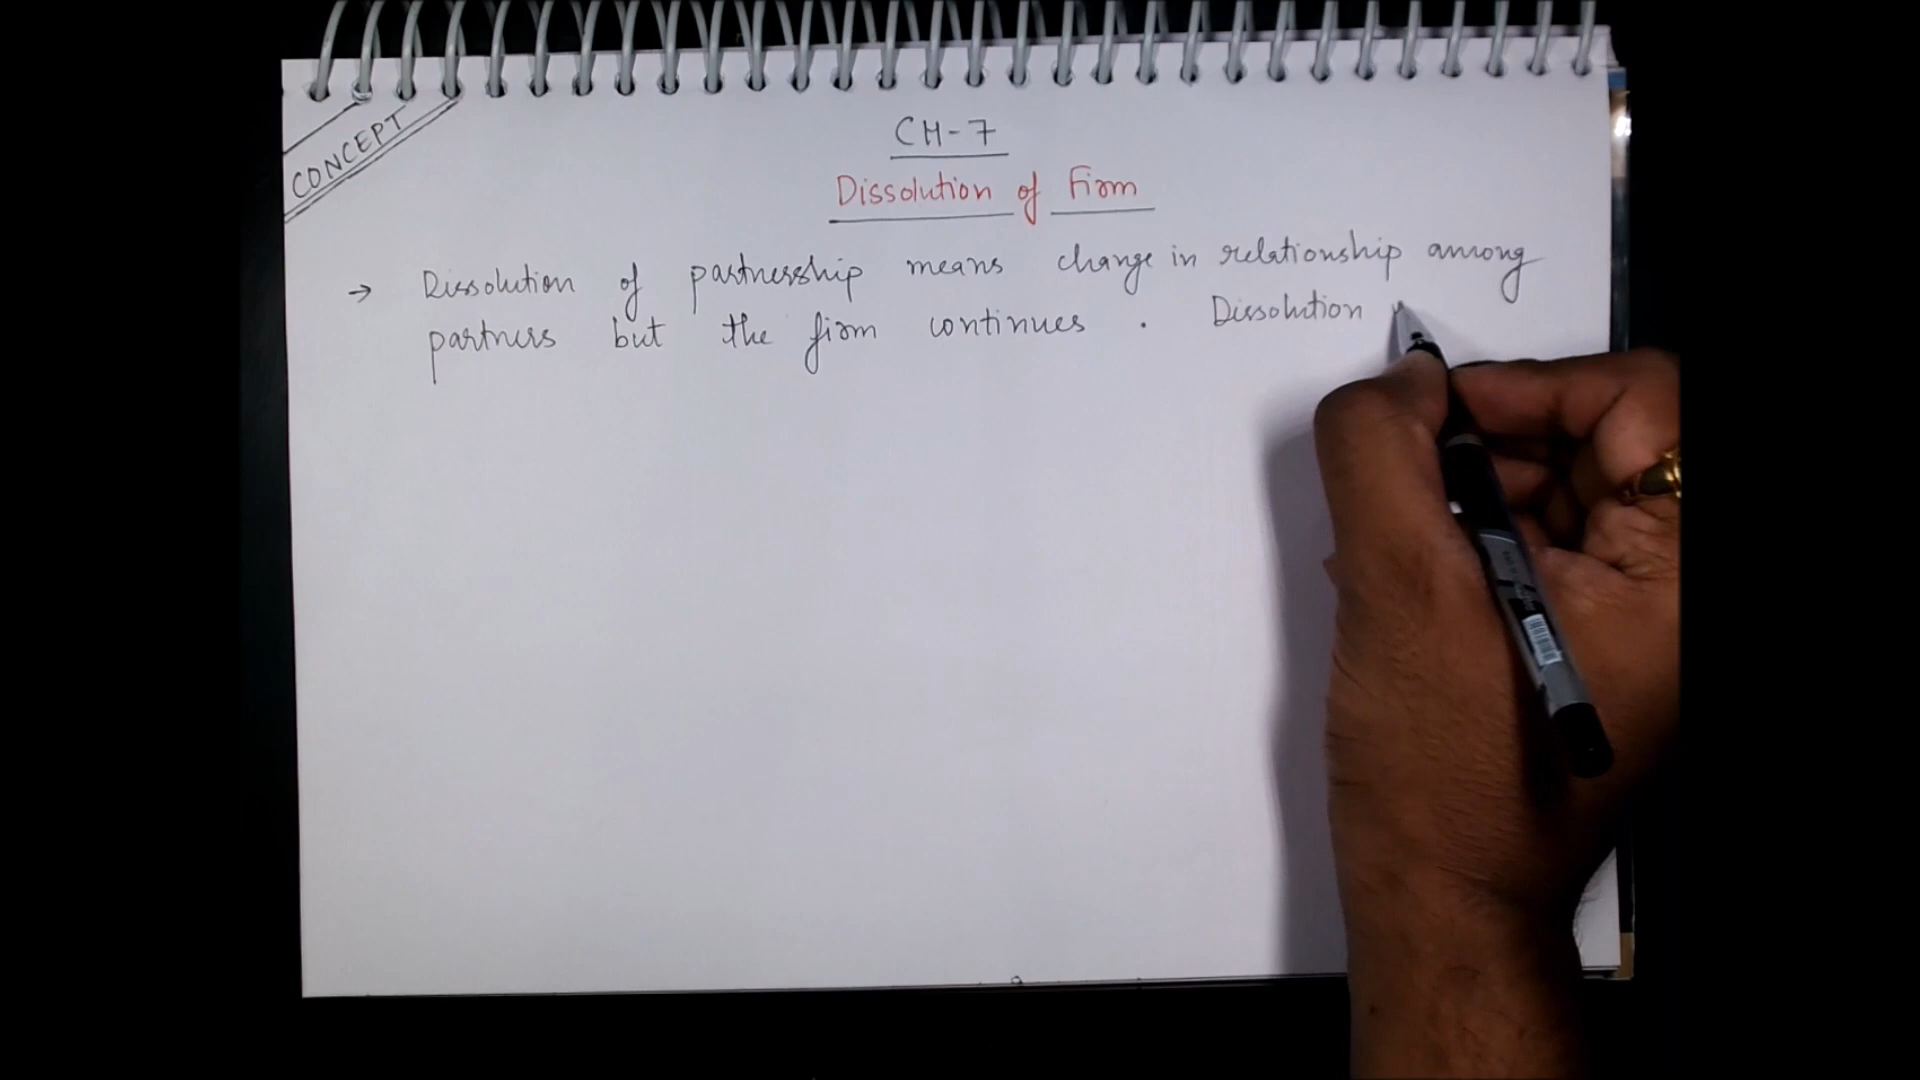 CONCEPT
CH-7
Dissolution of Firm
→ Dissolution of partnership means change in relationship among
partners but the firm continues. Dissolution